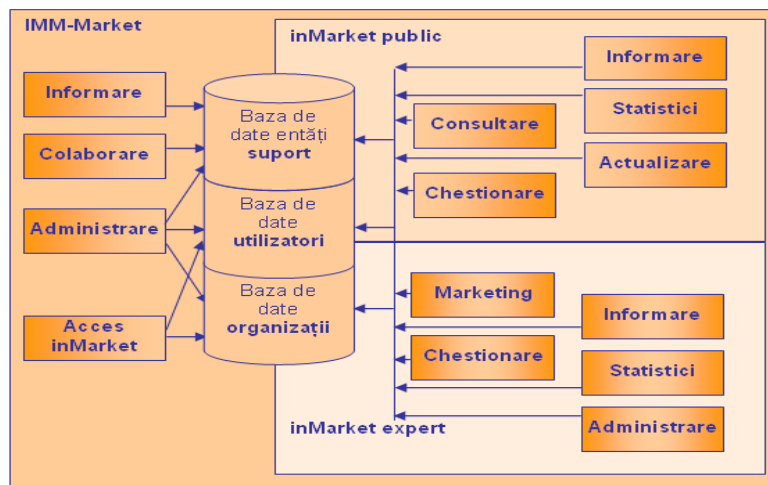 IMM-Market
Informare
Colaborare
Administrare
Acces
inMarket
Baza de
date entăți
suport
Baza de
date
utilizatori
Baza de
date
organizații
inMarket public
Informare
Statistici
Consultare
Actualizare
Chestionare
Marketing
Informare
Chestionare
Statistici
Administrare
inMarket expert